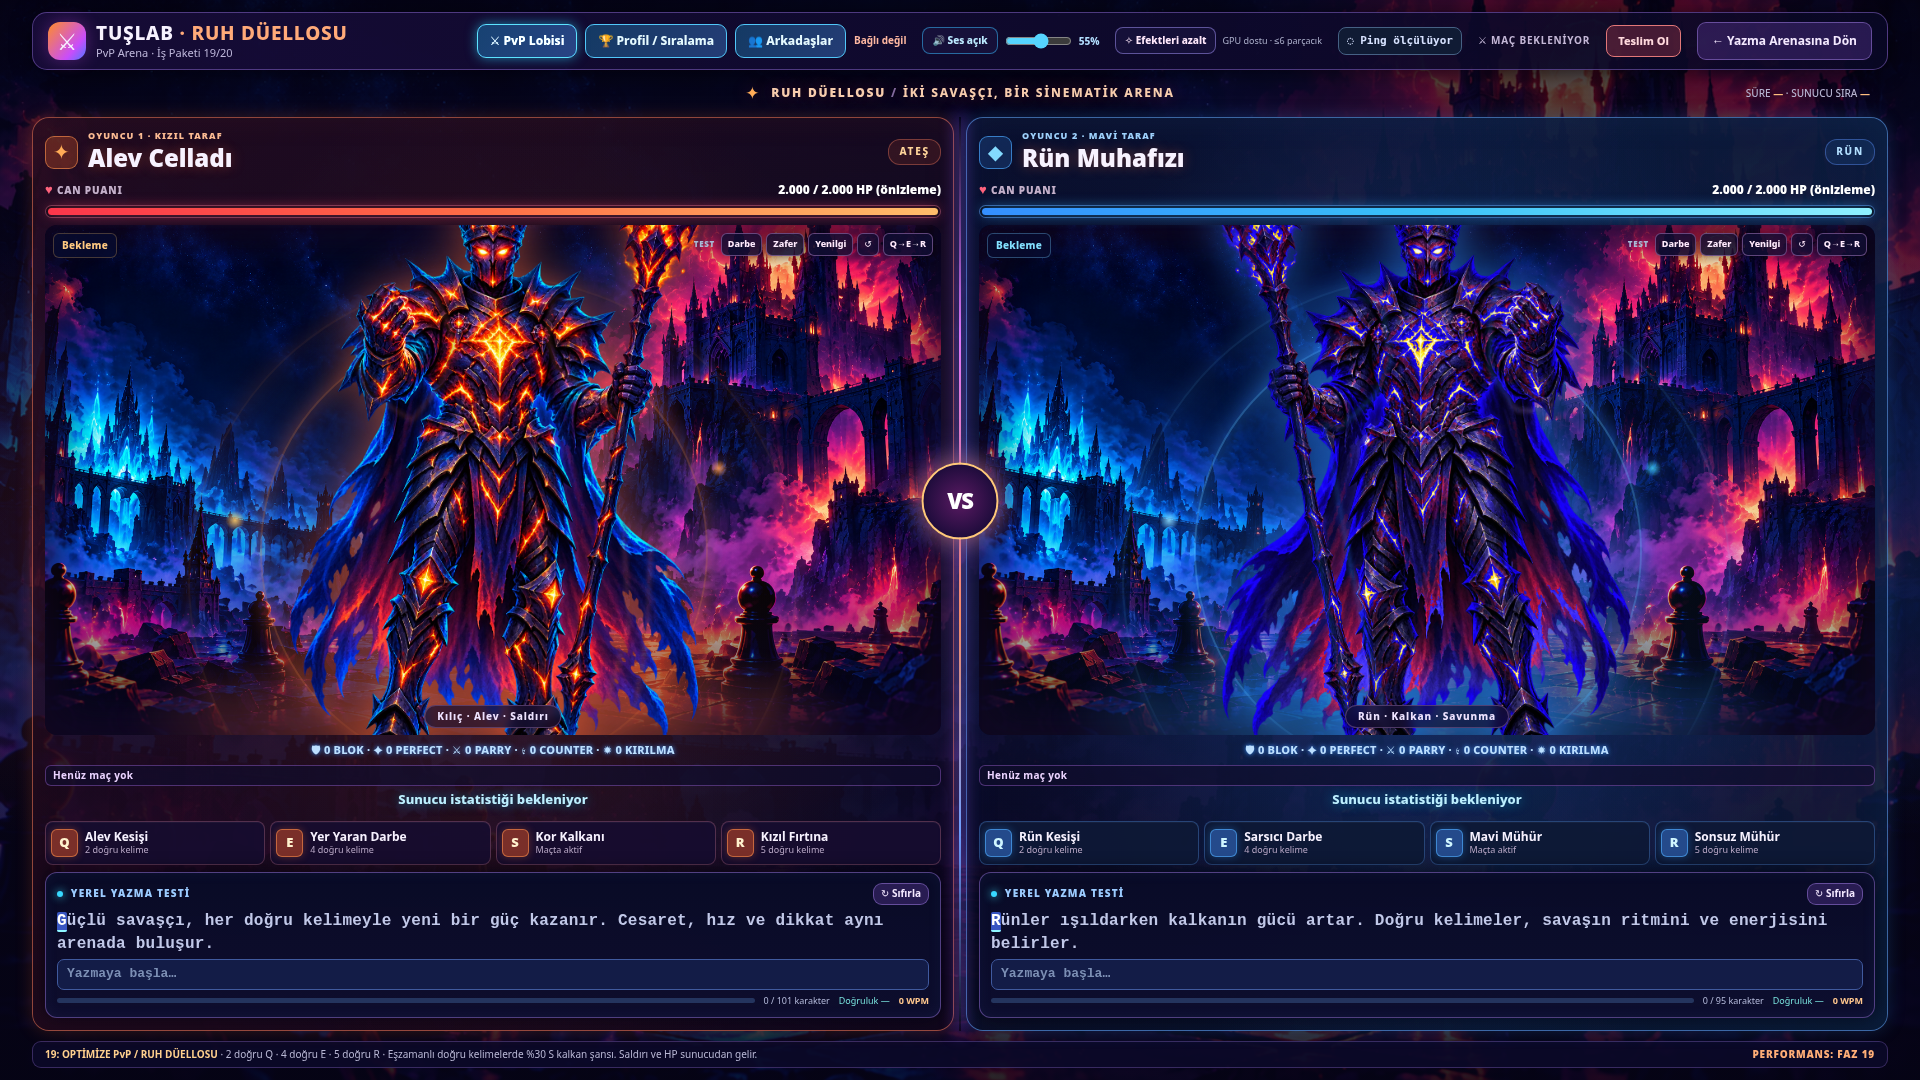 TUŞLAB · RUH DÜELLOSU
PvP Arena · İş Paketi 19/20
⚔ PvP Lobisi
🏆 Profil / Sıralama
👥 Arkadaşlar
Bağlı değil
🔊 Ses açık
55%
✧ Efektleri azalt
GPU dostu · ≤6 parçacık
◌ Ping ölçülüyor
⚔ MAÇ BEKLENİYOR
Teslim Ol
← Yazma Arenasına Dön
✦ RUH DÜELLOSU / İKİ SAVAŞÇI, BİR SİNEMATİK ARENA
SÜRE — · SUNUCU SIRA —
OYUNCU 1 · KIZIL TARAF
Alev Celladı
ATEŞ
♥ CAN PUANI
2.000 / 2.000 HP (önizleme)
Bekleme
TEST
Darbe
Zafer
Yenilgi
↺
Q→E→R
Kılıç · Alev · Saldırı
0 BLOK · ✦ 0 PERFECT · ⚔ 0 PARRY · 0 COUNTER · ✹ 0 KIRILMA
Henüz maç yok
Sunucu istatistiği bekleniyor
Q Alev Kesişi
2 doğru kelime
E Yer Yaran Darbe
4 doğru kelime
S Kor Kalkanı
Maçta aktif
R Kızıl Fırtına
5 doğru kelime
YEREL YAZMA TESTİ
↻ Sıfırla
Güçlü savaşçı, her doğru kelimeyle yeni bir güç kazanır. Cesaret, hız ve dikkat aynı
arenada buluşur.
Yazmaya başla…
0 / 101 karakter
Doğruluk —
0 WPM
VS
OYUNCU 2 · MAVİ TARAF
Rün Muhafızı
RÜN
♥ CAN PUANI
2.000 / 2.000 HP (önizleme)
Bekleme
TEST
Darbe
Zafer
Yenilgi
↺
Q→E→R
Rün · Kalkan · Savunma
0 BLOK · ✦ 0 PERFECT · ⚔ 0 PARRY · 0 COUNTER · ✹ 0 KIRILMA
Henüz maç yok
Sunucu istatistiği bekleniyor
Q Rün Kesişi
2 doğru kelime
E Sarsıcı Darbe
4 doğru kelime
S Mavi Mühür
Maçta aktif
R Sonsuz Mühür
5 doğru kelime
YEREL YAZMA TESTİ
↻ Sıfırla
Rünler ışıldarken kalkanın gücü artar. Doğru kelimeler, savaşın ritmini ve enerjisini
belirler.
Yazmaya başla…
0 / 95 karakter
Doğruluk —
0 WPM
19: OPTİMİZE PvP / RUH DÜELLOSU · 2 doğru Q · 4 doğru E · 5 doğru R · Eşzamanlı doğru kelimelerde %30 S kalkan şansı. Saldırı ve HP sunucudan gelir.
PERFORMANS: FAZ 19